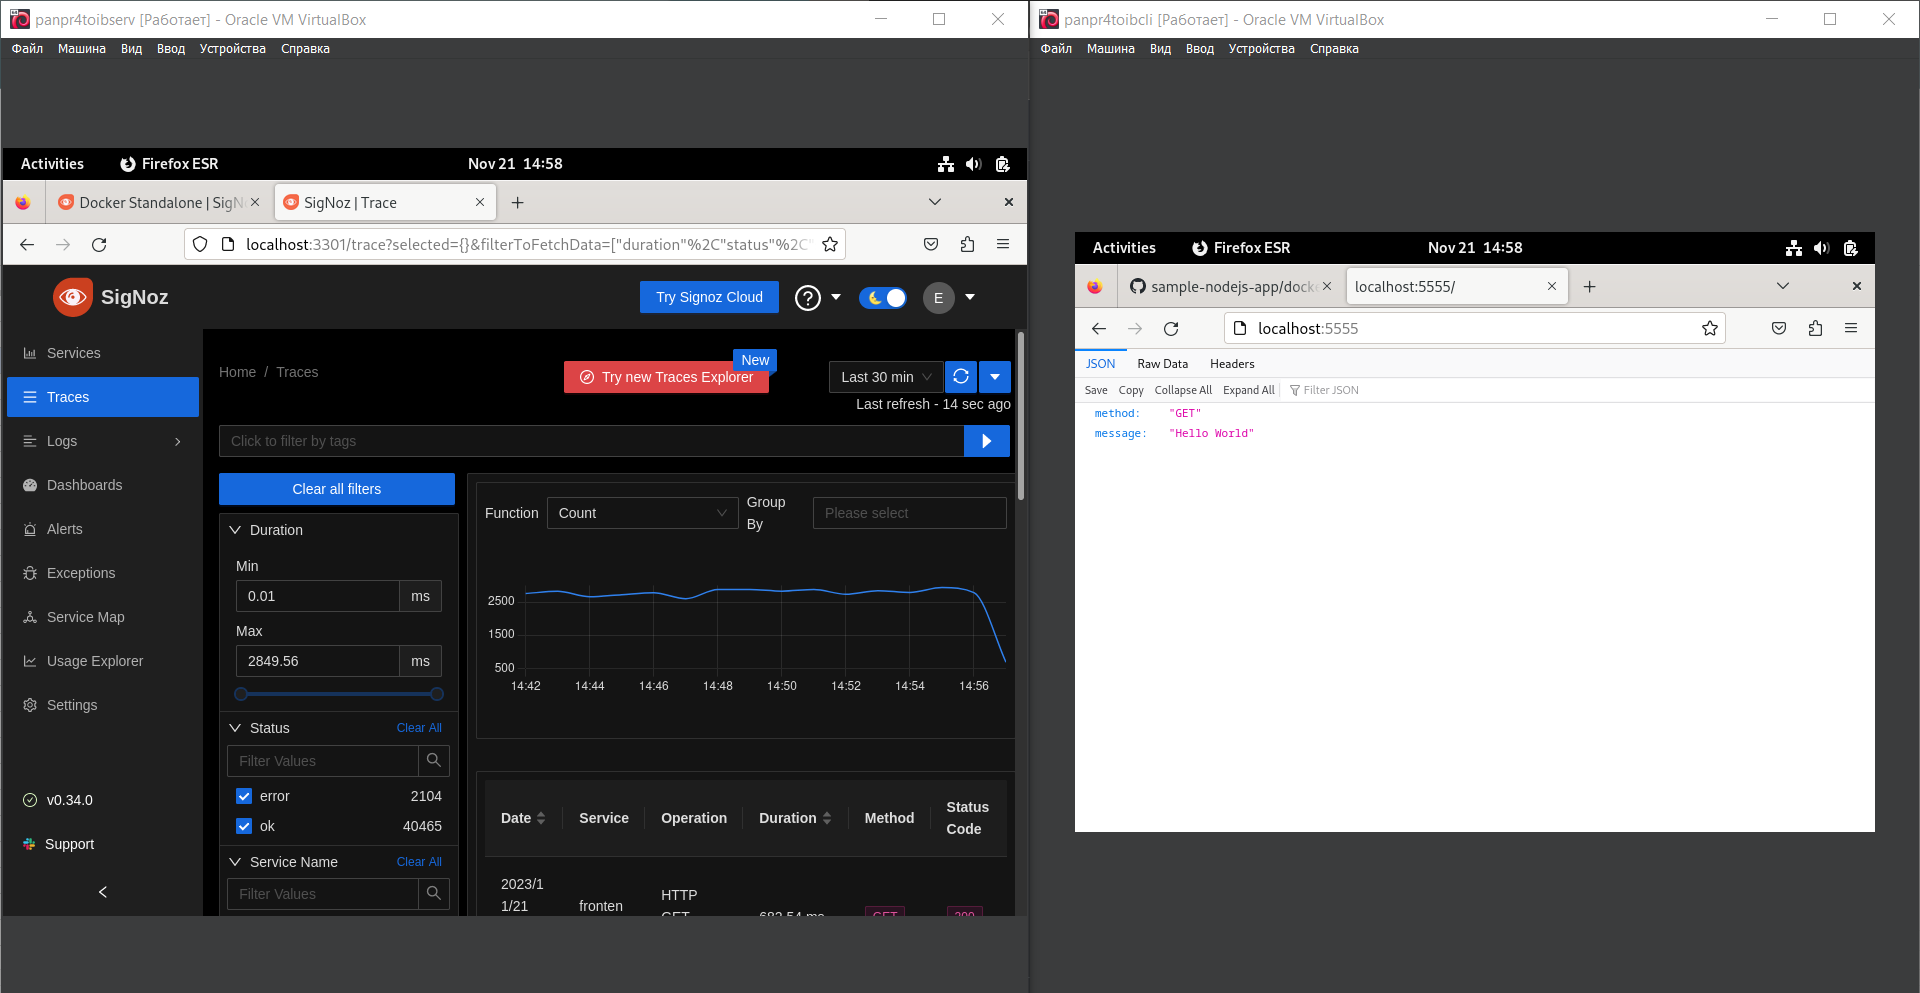 panpr4toibserv [Работает] - Oracle VM VirtualBox
Файл Машина Вид Ввод Устройства Справка
Activities Firefox ESR Nov 21 14:58
Docker Standalone | SigN
SigNoz | Trace
localhost:3301/trace?selected={}&filterToFetchData=["duration"%2C"status"%2C"
SigNoz
Try Signoz Cloud
E
Services
Traces
Logs
Dashboards
Alerts
Exceptions
Service Map
Usage Explorer
Settings
v0.34.0
Support
Home / Traces
New
Try new Traces Explorer
Last 30 min
Last refresh - 14 sec ago
Click to filter by tags
Clear all filters
Duration
Min
0.01 ms
Max
2849.56 ms
Status Clear All
Filter Values
error 2104
ok 40465
Service Name Clear All
Filter Values
Function Count Group By Please select
2500
1500
500
14:42 14:44 14:46 14:48 14:50 14:52 14:54 14:56
Date Service Operation Duration Method Status Code
2023/1
1/21
fronten
HTTP
GET
682.54 ms
GET
200
panpr4toibcli [Работает] - Oracle VM VirtualBox
Файл Машина Вид Ввод Устройства Справка
Activities Firefox ESR Nov 21 14:58
sample-nodejs-app/docke
localhost:5555/
localhost:5555
JSON Raw Data Headers
Save Copy Collapse All Expand All Filter JSON
method: "GET"
message: "Hello World"